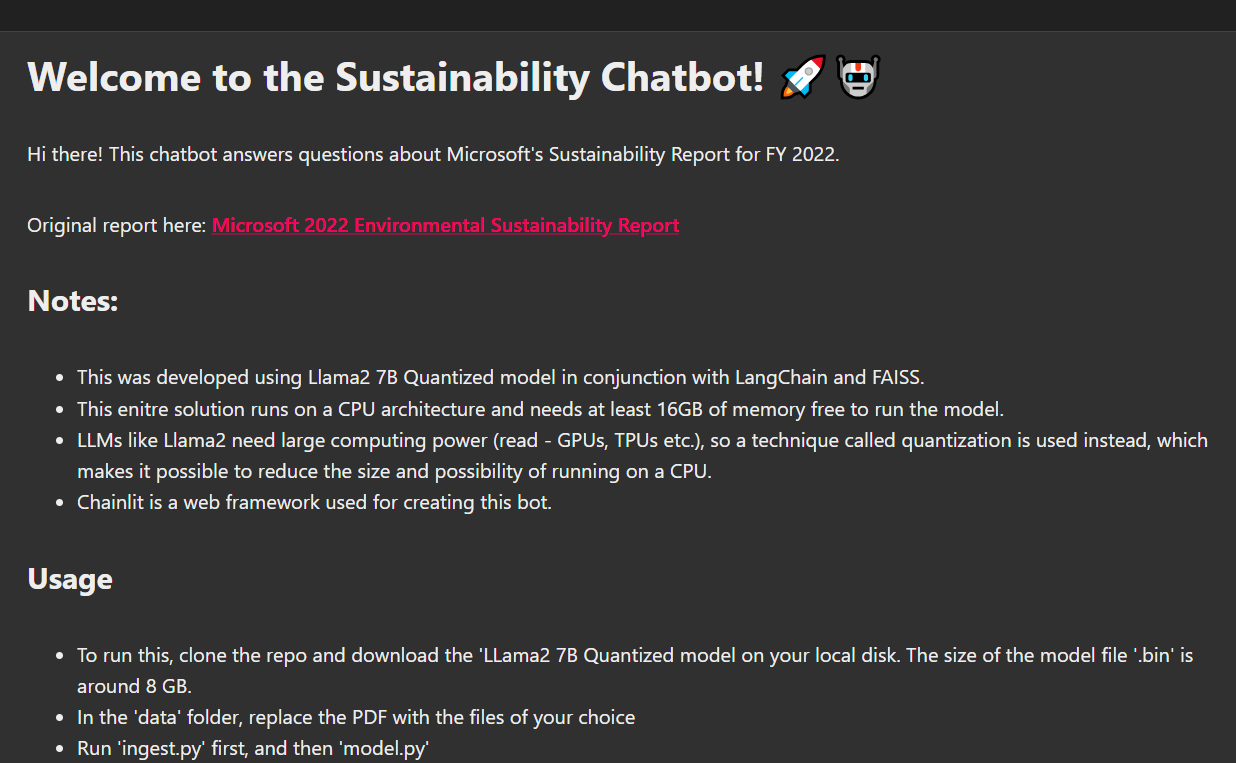 Welcome to the Sustainability Chatbot! 🚀🤖
Hi there! This chatbot answers questions about Microsoft's Sustainability Report for FY 2022.
Original report here: Microsoft 2022 Environmental Sustainability Report
Notes:
• This was developed using Llama2 7B Quantized model in conjunction with LangChain and FAISS.
• This enitre solution runs on a CPU architecture and needs at least 16GB of memory free to run the model.
• LLMs like Llama2 need large computing power (read - GPUs, TPUs etc.), so a technique called quantization is used instead, which
makes it possible to reduce the size and possibility of running on a CPU.
• Chainlit is a web framework used for creating this bot.
Usage
• To run this, clone the repo and download the 'LLama2 7B Quantized model on your local disk. The size of the model file '.bin' is
around 8 GB.
• In the 'data' folder, replace the PDF with the files of your choice
• Run 'ingest.py' first, and then 'model.py'